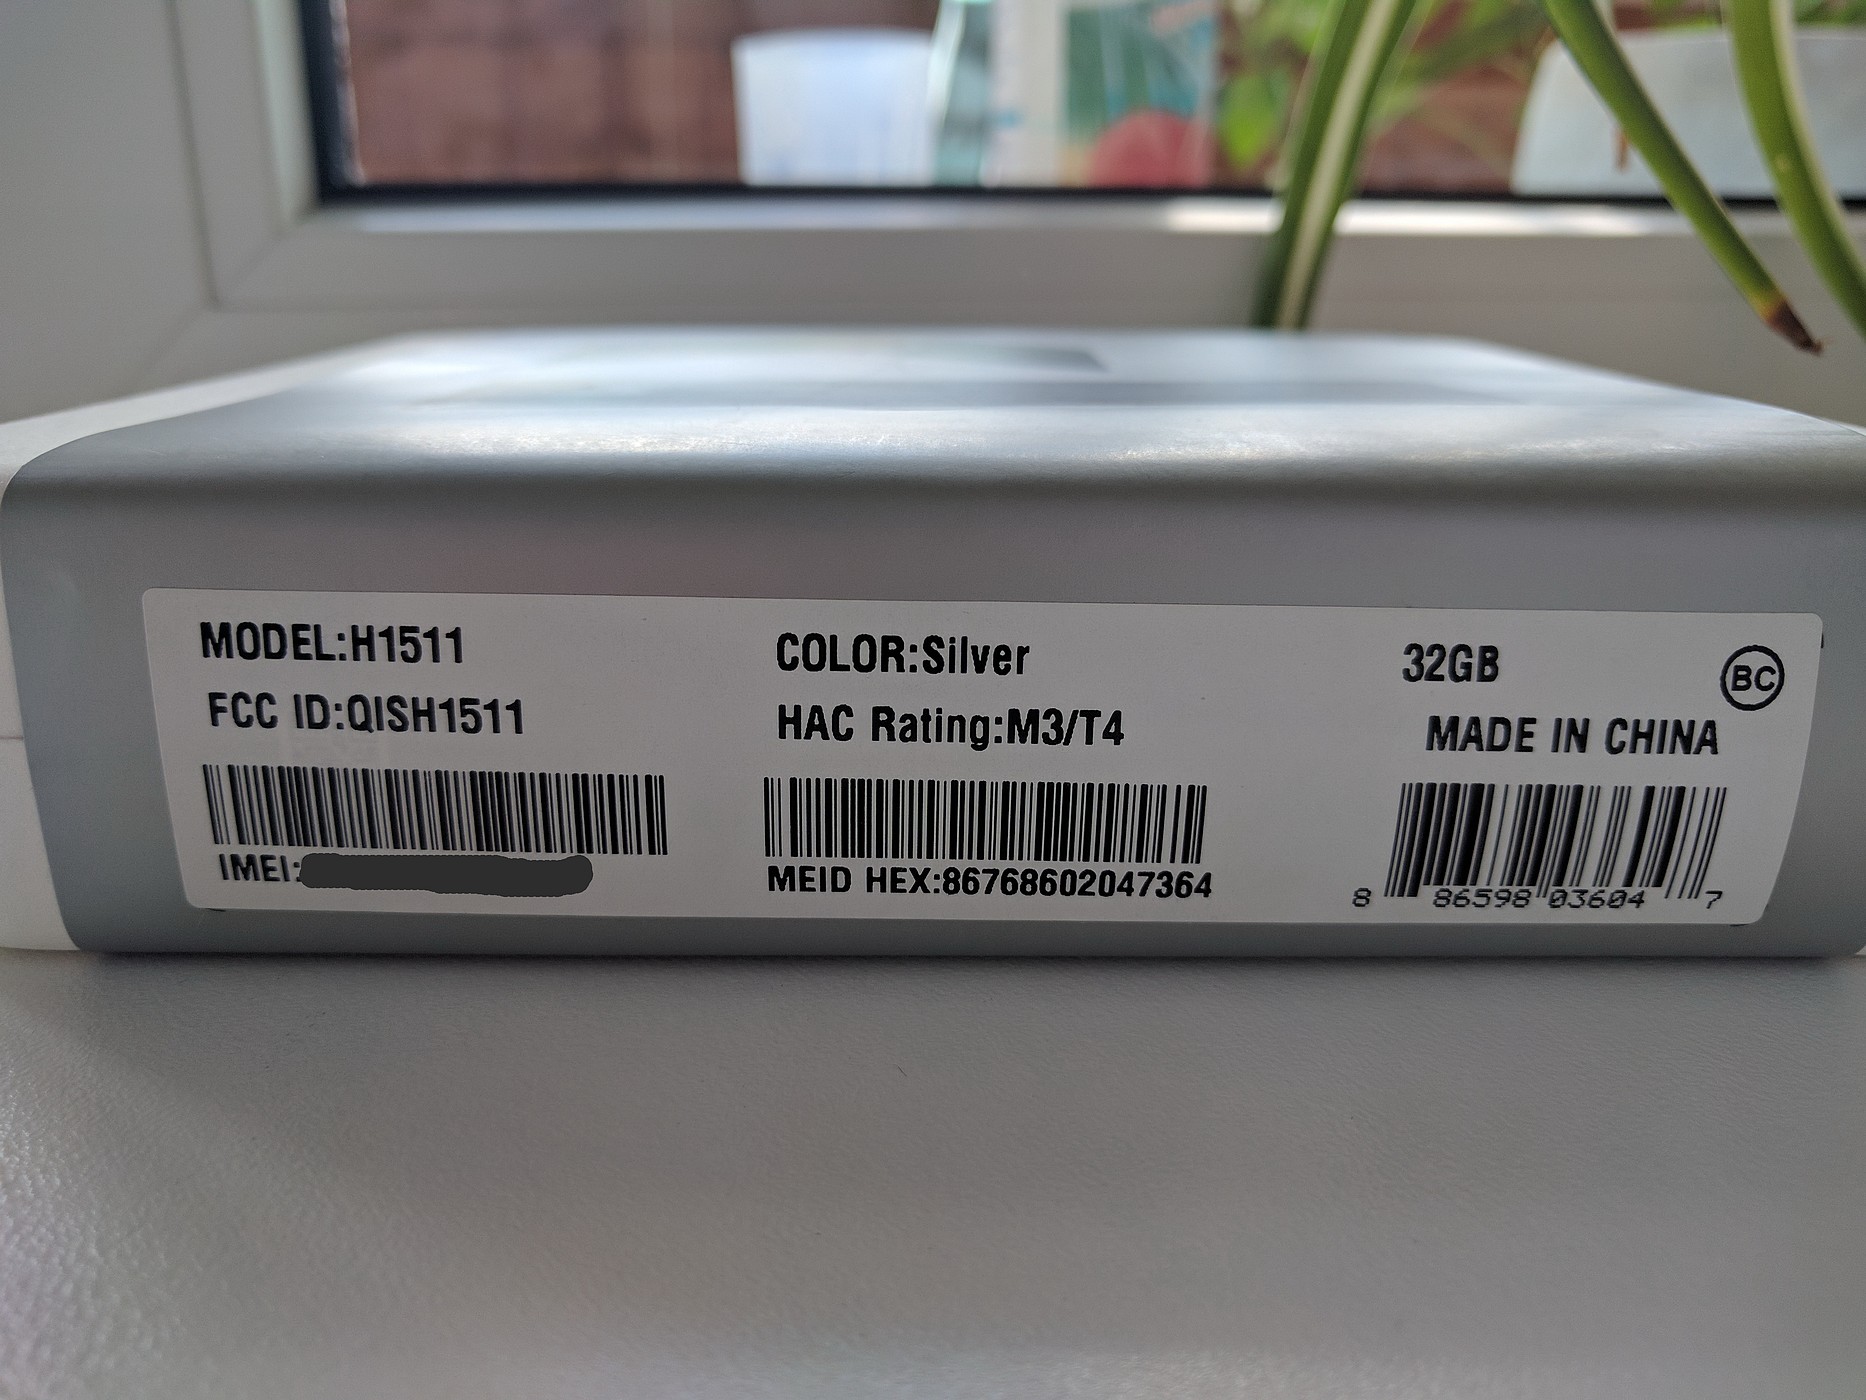 MODEL:H1511
FCC ID:QISH1511
IMEI:
COLOR:Silver
HAC Rating:M3/T4
MEID HEX:86768602047364
32GB
BC
MADE IN CHINA
8 86598 03604 7